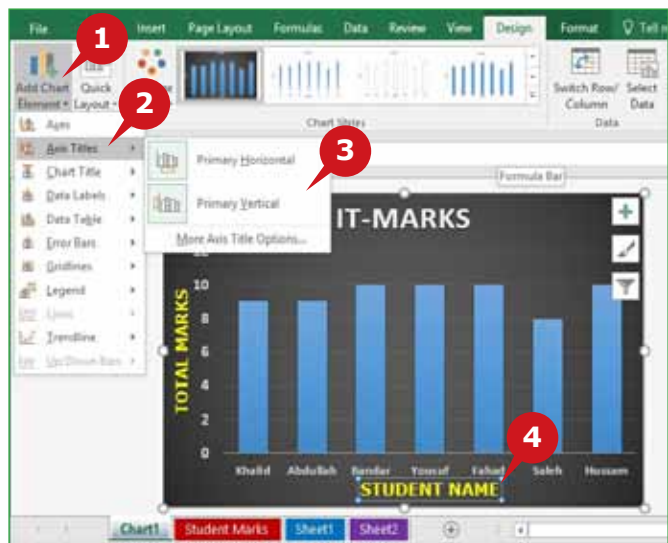 File Insert Page Layout Formulas Data Review View Design Format Tell
1
Add Chart Element Quick Layout
Switch Row/ Column Select Data
Chart Styles Data
2
Axes
Axis Titles
Chart Title
Data Labels
Data Table
Error Bars
Gridlines
Legend
Lines
Trendline
Up/Down Bars
3
Primary Horizontal
Primary Vertical
More Axis Title Options...
Formula Bar
IT-MARKS
TOTAL MARKS
12
10
8
6
4
2
0
Khalid Abdullah Bandar Yousuf Fahad Saleh Hussam
4
STUDENT NAME
Chart1 Student Marks Sheet1 Sheet2